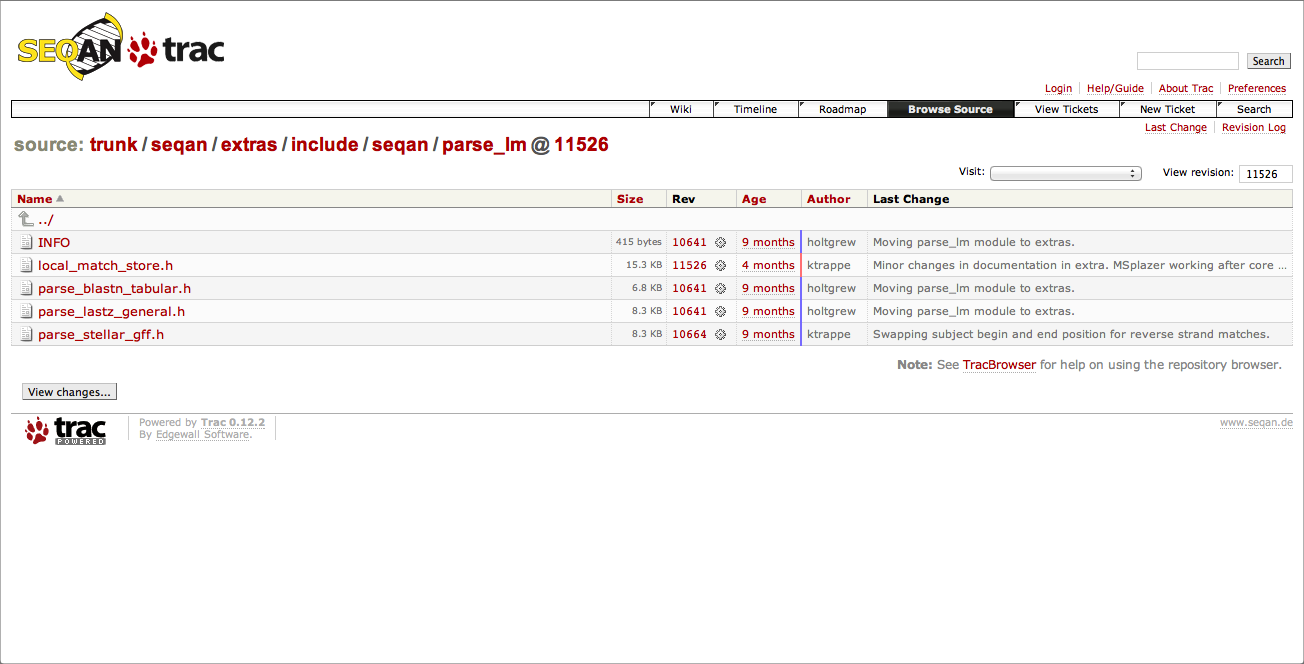 SEQAN trac
Search
Login Help/Guide About Trac Preferences
Wiki Timeline Roadmap Browse Source View Tickets New Ticket Search
Last Change Revision Log
source: trunk / seqan / extras / include / seqan / parse_lm @ 11526
Visit: View revision: 11526
Name Size Rev Age Author Last Change
../
INFO 415 bytes 10641 9 months holtgrew Moving parse_lm module to extras.
local_match_store.h 15.3 KB 11526 4 months ktrappe Minor changes in documentation in extra. MSplazer working after core ...
parse_blastn_tabular.h 6.8 KB 10641 9 months holtgrew Moving parse_lm module to extras.
parse_lastz_general.h 8.3 KB 10641 9 months holtgrew Moving parse_lm module to extras.
parse_stellar_gff.h 8.3 KB 10664 9 months ktrappe Swapping subject begin and end position for reverse strand matches.
Note: See TracBrowser for help on using the repository browser.
View changes...
trac POWERED
Powered by Trac 0.12.2
By Edgewall Software.
www.seqan.de